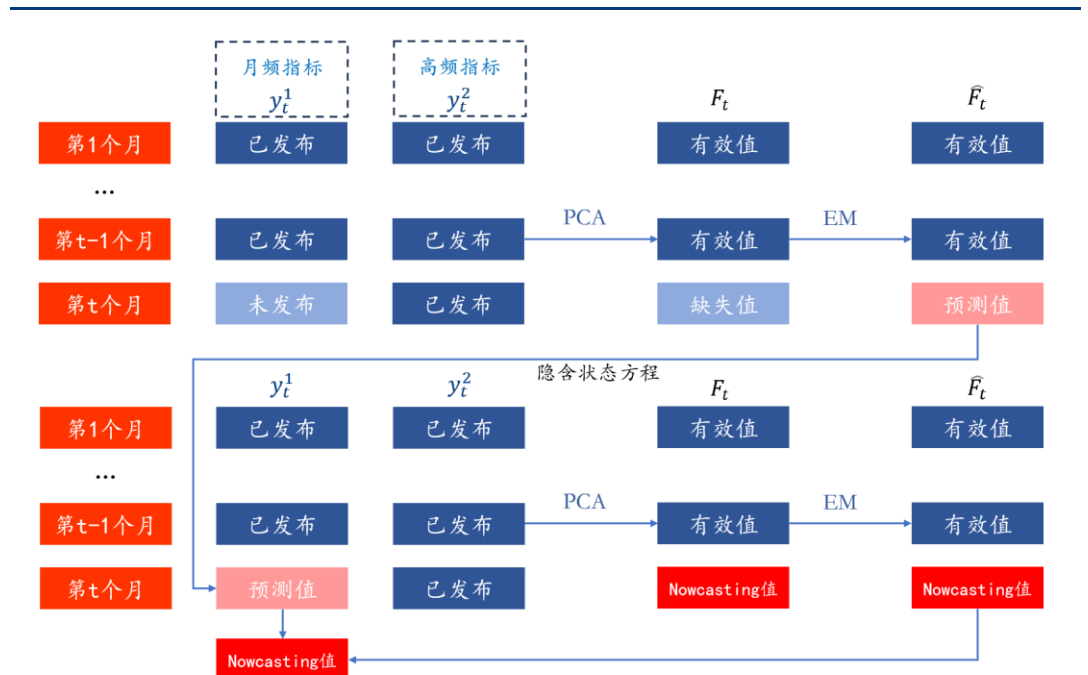 月频指标 高频指标
$y_t^1$ $y_t^2$ $F_t$ $\widehat{F}_t$
第1个月 已发布 已发布 有效值 有效值
...
第t-1个月 已发布 已发布 PCA 有效值 EM 有效值
第t个月 未发布 已发布 缺失值 预测值
隐含状态方程
$y_t^1$ $y_t^2$ $F_t$ $\widehat{F}_t$
第1个月 已发布 已发布 有效值 有效值
...
第t-1个月 已发布 已发布 PCA 有效值 EM 有效值
第t个月 预测值 已发布 Nowcasting值 Nowcasting值
Nowcasting值